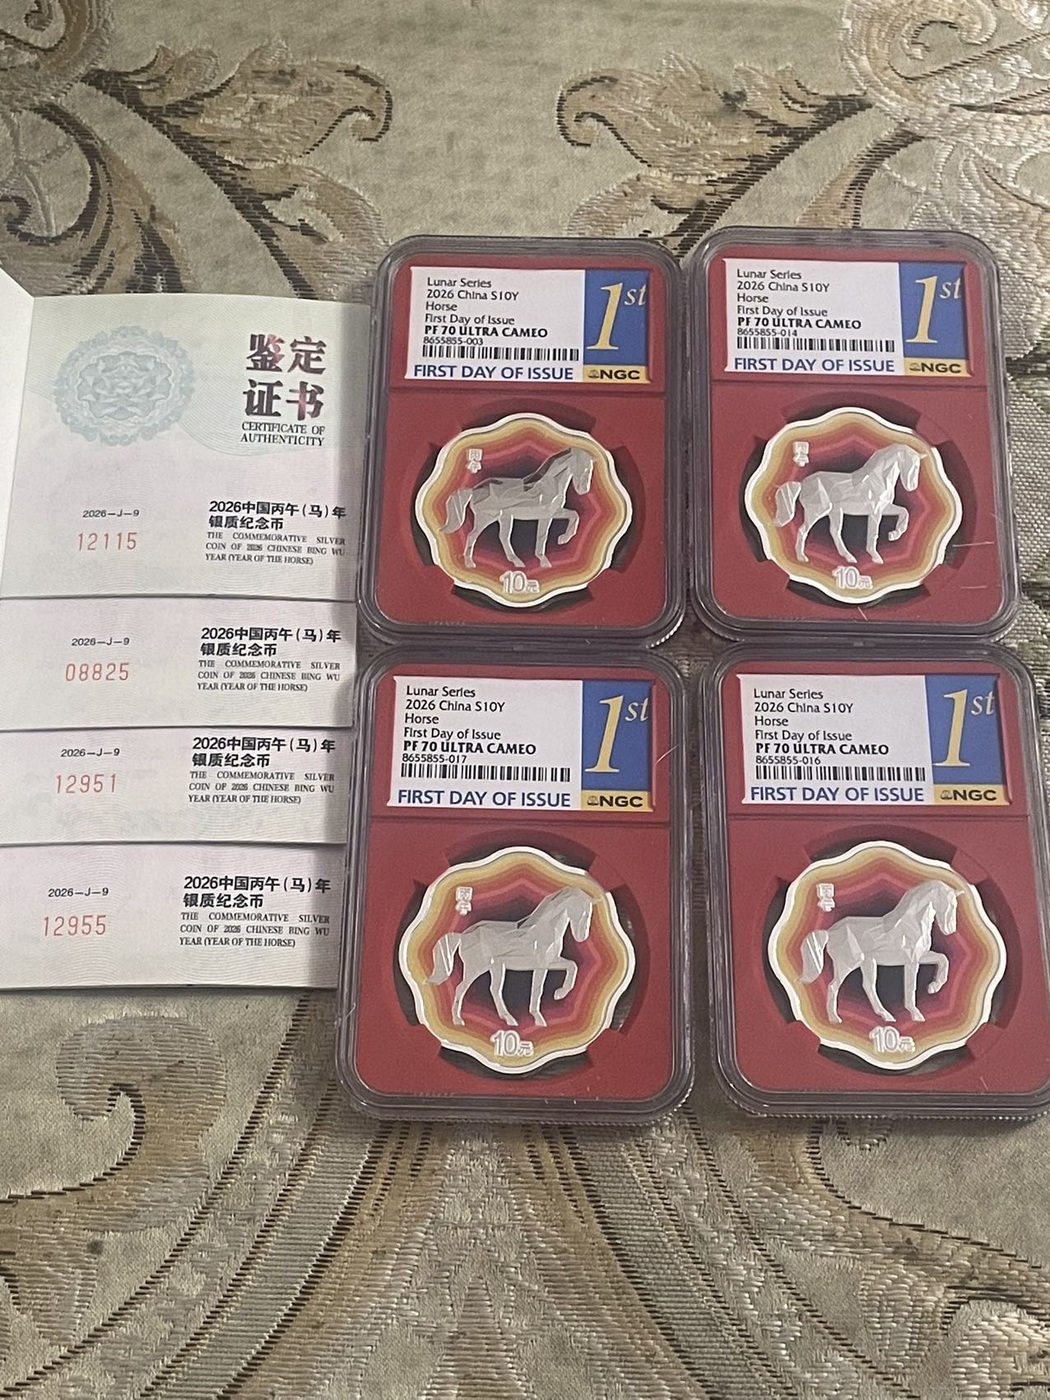 鉴定
证书
CERTIFICATE OF
AUTHENTICITY
2026-J-9
12115
2026中国丙午(马)年
银质纪念币
THE COMMEMORATIVE SILVER
COIN OF 2026 CHINESE BING WU
YEAR (YEAR OF THE HORSE)
2026-J-9
08825
2026中国丙午(马)年
银质纪念币
THE COMMEMORATIVE SILVER
COIN OF 2026 CHINESE BING WU
YEAR (YEAR OF THE HORSE)
2026-J-9
12951
2026中国丙午(马)年
银质纪念币
THE COMMEMORATIVE SILVER
COIN OF 2026 CHINESE BING WU
YEAR (YEAR OF THE HORSE)
2026-J-9
12955
2026中国丙午(马)年
银质纪念币
THE COMMEMORATIVE SILVER
COIN OF 2026 CHINESE BING WU
YEAR (YEAR OF THE HORSE)
Lunar Series
2026 China S10Y
Horse
First Day of Issue
PF 70 ULTRA CAMEO
8655855-003
1st
FIRST DAY OF ISSUE
NGC
10元
Lunar Series
2026 China S10Y
Horse
First Day of Issue
PF 70 ULTRA CAMEO
8655855-014
1st
FIRST DAY OF ISSUE
NGC
10元
Lunar Series
2026 China S10Y
Horse
First Day of Issue
PF 70 ULTRA CAMEO
8655855-017
1st
FIRST DAY OF ISSUE
NGC
10元
Lunar Series
2026 China S10Y
Horse
First Day of Issue
PF 70 ULTRA CAMEO
8655855-016
1st
FIRST DAY OF ISSUE
NGC
10元